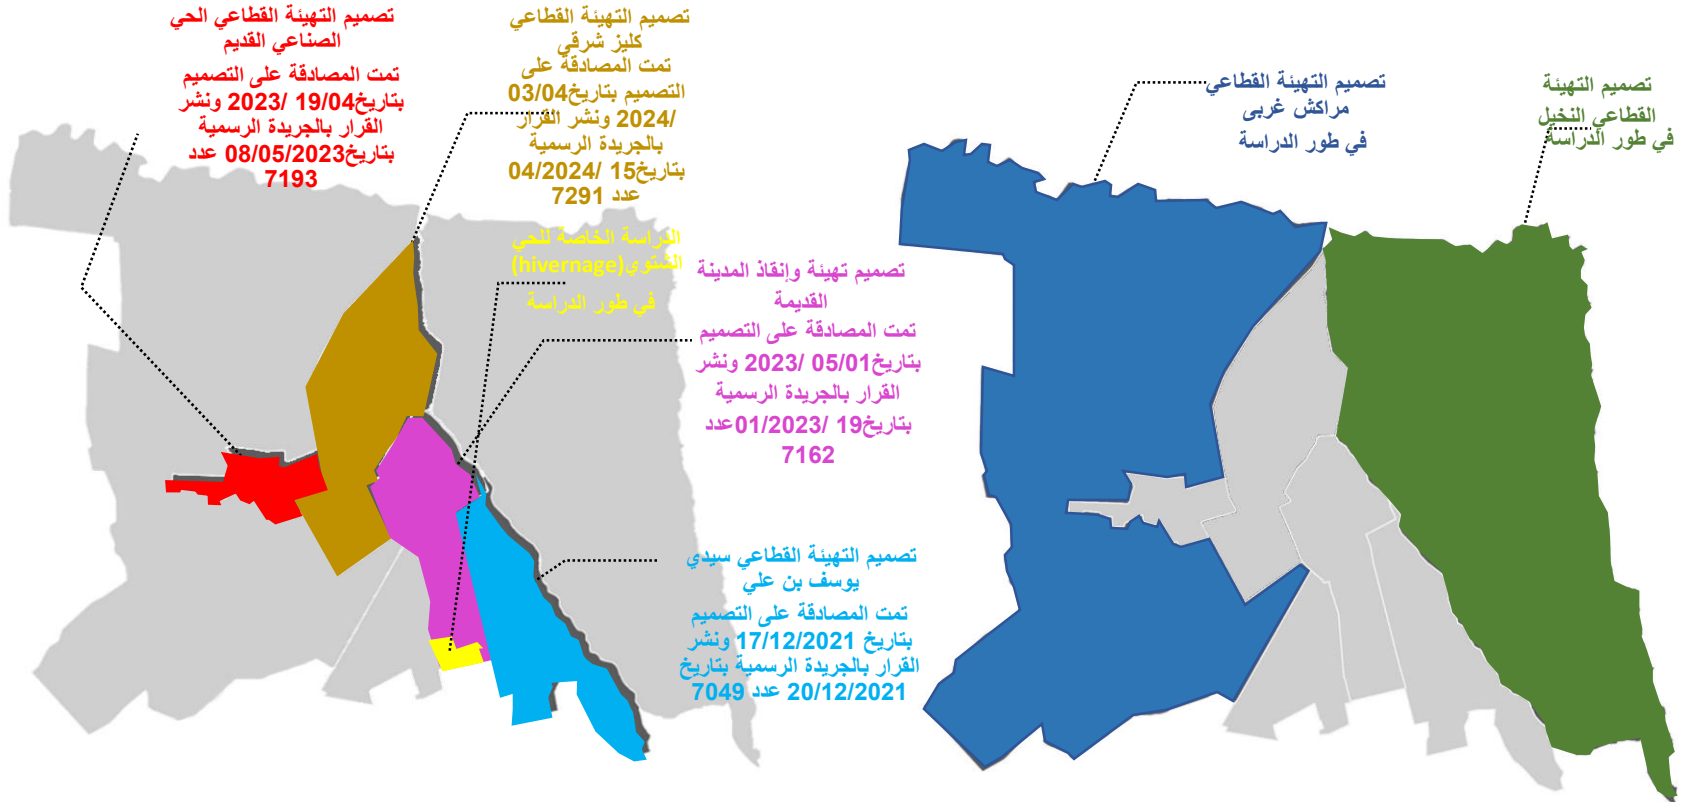 تصميم التهيئة القطاعي الحي
الصناعي القديم
تمت المصادقة على التصميم
بتاريخ19/04 /2023 ونشر
القرار بالجريدة الرسمية
بتاريخ08/05/2023 عدد
7193
تصميم التهيئة القطاعي
كليز شرقي
تمت المصادقة على
التصميم بتاريخ03/04
/2024 ونشر القرار
بالجريدة الرسمية
بتاريخ15 /04/2024
عدد 7291
الدراسة الخاصة للحي
الشتوي(hivernage)
في طور الدراسة
تصميم تهيئة وإنقاذ المدينة
القديمة
تمت المصادقة على التصميم
بتاريخ05/01 /2023 ونشر
القرار بالجريدة الرسمية
بتاريخ19 /01/2023عدد
7162
تصميم التهيئة القطاعي سيدي
يوسف بن علي
تمت المصادقة على التصميم
بتاريخ 17/12/2021 ونشر
القرار بالجريدة الرسمية بتاريخ
20/12/2021 عدد 7049
تصميم التهيئة القطاعي
مراكش غربى
في طور الدراسة
تصميم التهيئة
القطاعي النخيل
في طور الدراسة